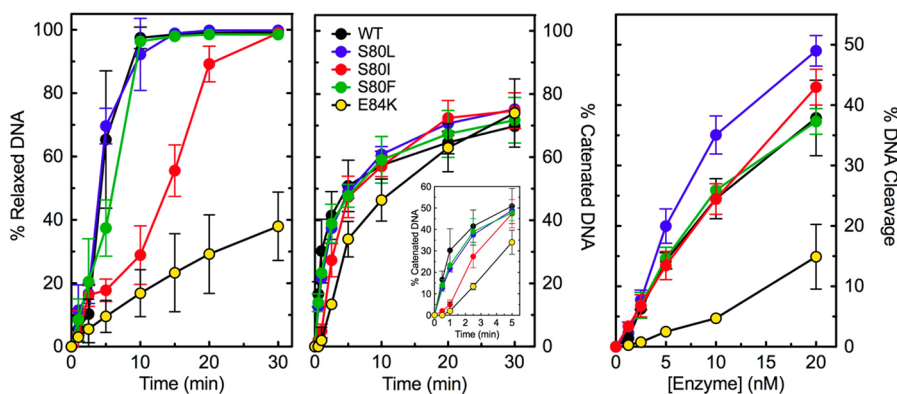 % Relaxed DNA
100
80
60
40
20
0
0 10 20 30
Time (min)
WT
S80L
S80I
S80F
E84K
% Catenated DNA
100
80
60
40
20
0
0 10 20 30
Time (min)
% Catenated DNA
60
50
40
30
20
10
0
0 1 2 3 4 5
Time (min)
% DNA Cleavage
50
40
30
20
10
0
0 5 10 15 20
[Enzyme] (nM)